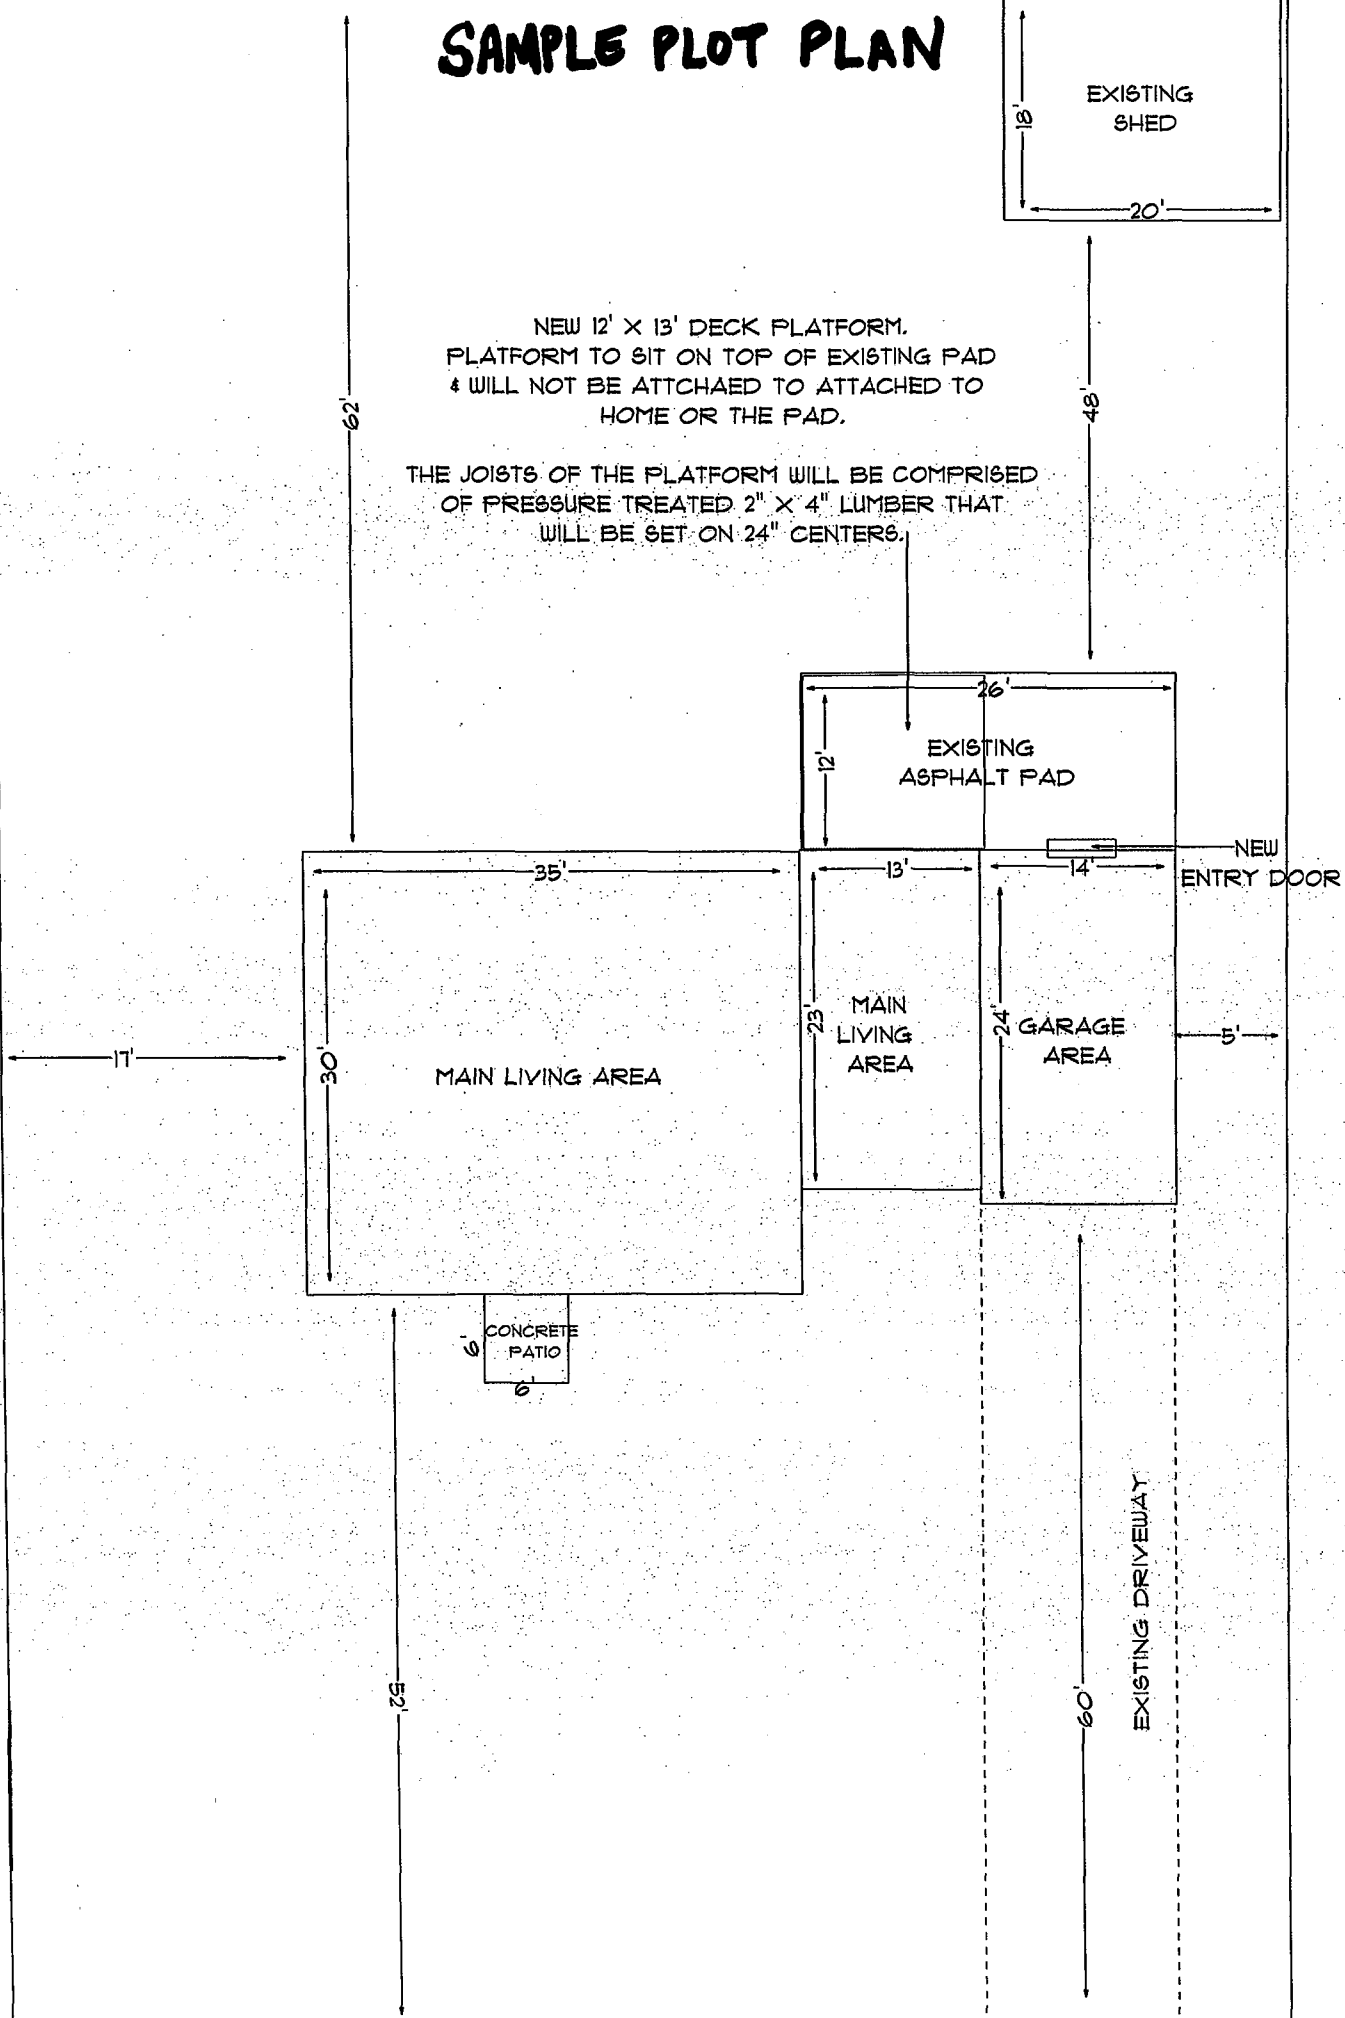 SAMPLE PLOT PLAN
EXISTING
SHED
18'
20'
NEW 12' X 13' DECK PLATFORM.
PLATFORM TO SIT ON TOP OF EXISTING PAD
& WILL NOT BE ATTCHAED TO ATTACHED TO
HOME OR THE PAD.
62'
48'
THE JOISTS OF THE PLATFORM WILL BE COMPRISED
OF PRESSURE TREATED 2" X 4" LUMBER THAT
WILL BE SET ON 24" CENTERS.
26'
12'
EXISTING
ASPHALT PAD
NEW
ENTRY DOOR
35'
13'
14'
17'
30'
MAIN LIVING AREA
23'
MAIN
LIVING
AREA
24'
GARAGE
AREA
5'
CONCRETE
PATIO
6'
6'
52'
60'
EXISTING DRIVEWAY